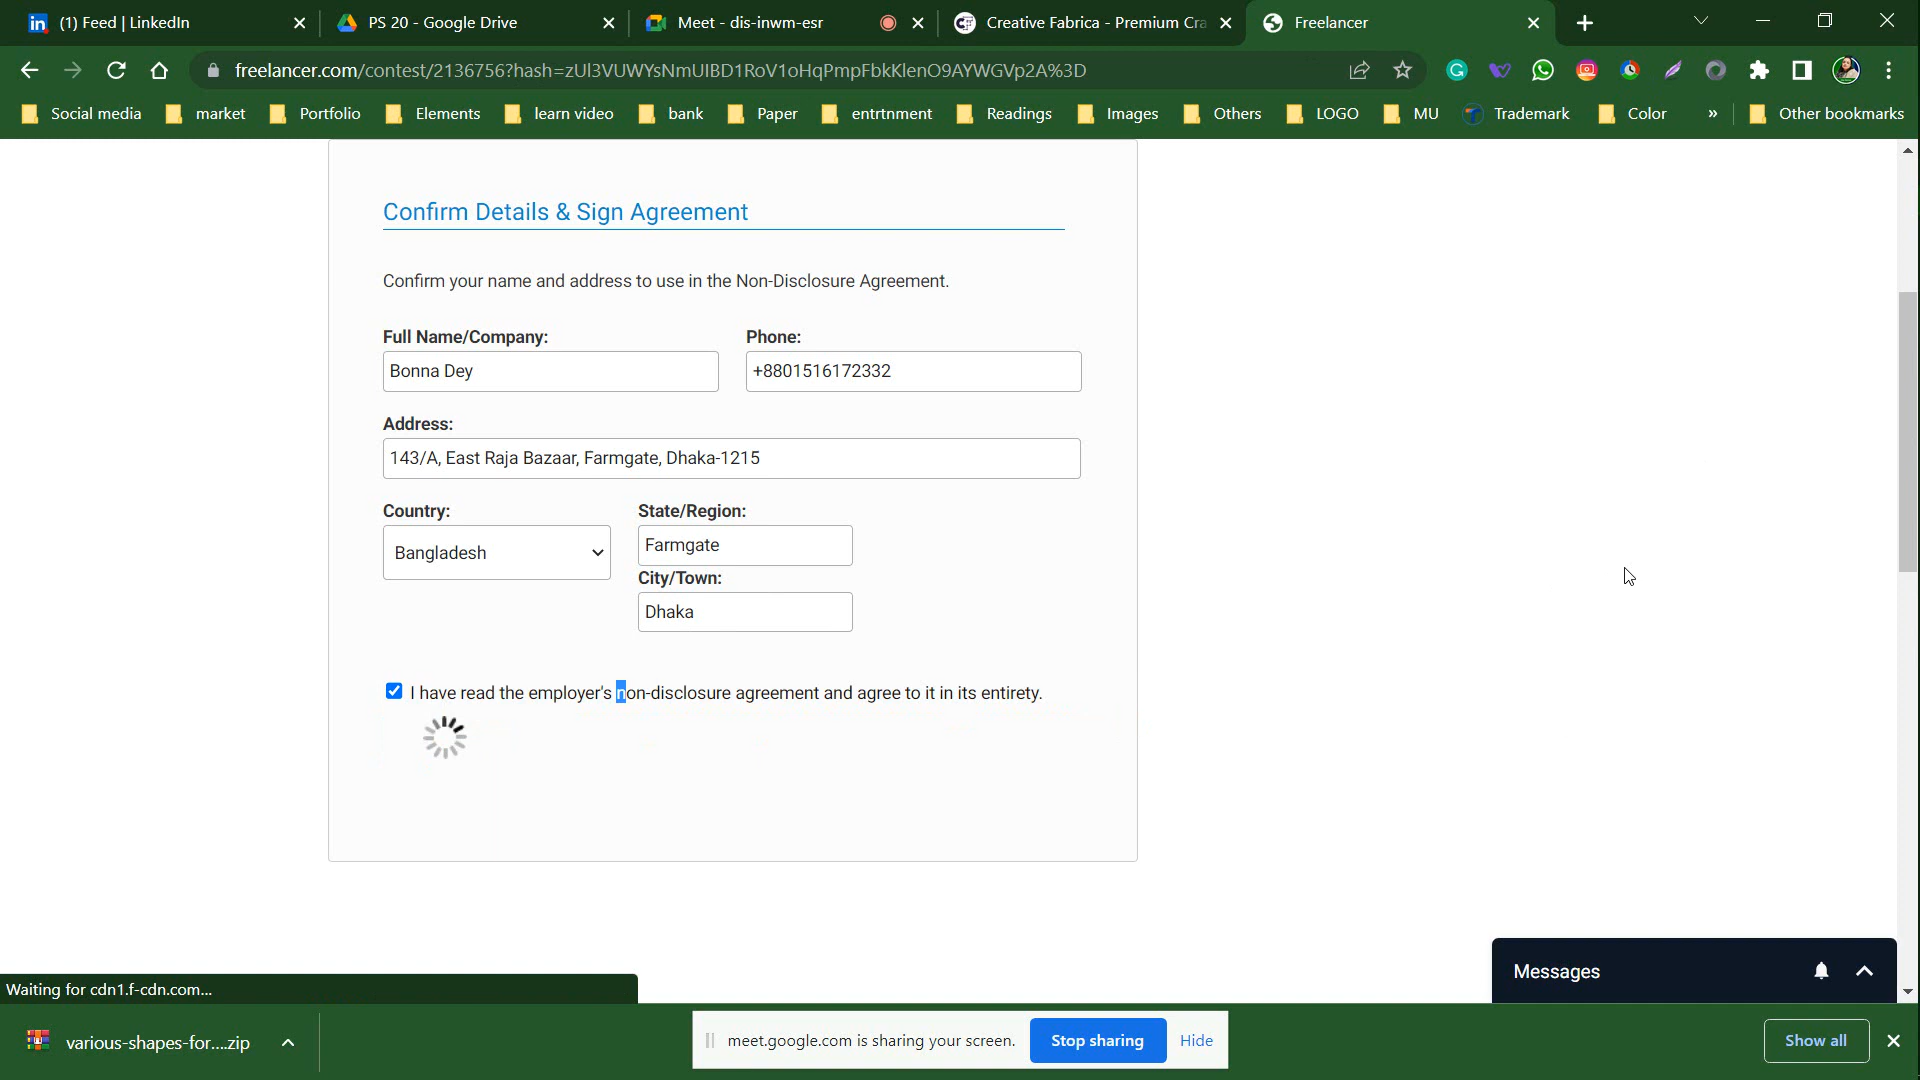 (1) Feed | LinkedIn
PS 20 - Google Drive
Meet - dis-inwm-esr
Creative Fabrica - Premium Cra
Freelancer
freelancer.com/contest/2136756?hash=zUl3VUWYsNmUIBD1RoV1oHqPmpFbkKlenO9AYWGVp2A%3D
Social media
market
Portfolio
Elements
learn video
bank
Paper
entrtnment
Readings
Images
Others
LOGO
MU
Trademark
Color
»
Other bookmarks
Confirm Details & Sign Agreement
Confirm your name and address to use in the Non-Disclosure Agreement.
Full Name/Company:
Phone:
Bonna Dey
+8801516172332
Address:
143/A, East Raja Bazaar, Farmgate, Dhaka-1215
Country:
State/Region:
Bangladesh
Farmgate
City/Town:
Dhaka
I have read the employer's non-disclosure agreement and agree to it in its entirety.
Messages
Waiting for cdn1.f-cdn.com...
various-shapes-for....zip
meet.google.com is sharing your screen.
Stop sharing
Hide
Show all